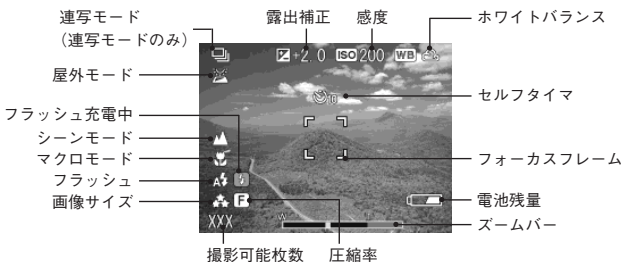 連写モード
（連写モードのみ）
露出補正
感度
ホワイトバランス
屋外モード
フラッシュ充電中
シーンモード
マクロモード
フラッシュ
画像サイズ
撮影可能枚数
圧縮率
セルフタイマ
フォーカスフレーム
電池残量
ズームバー
+2.0
ISO 200
WB
A
F
XXX
W